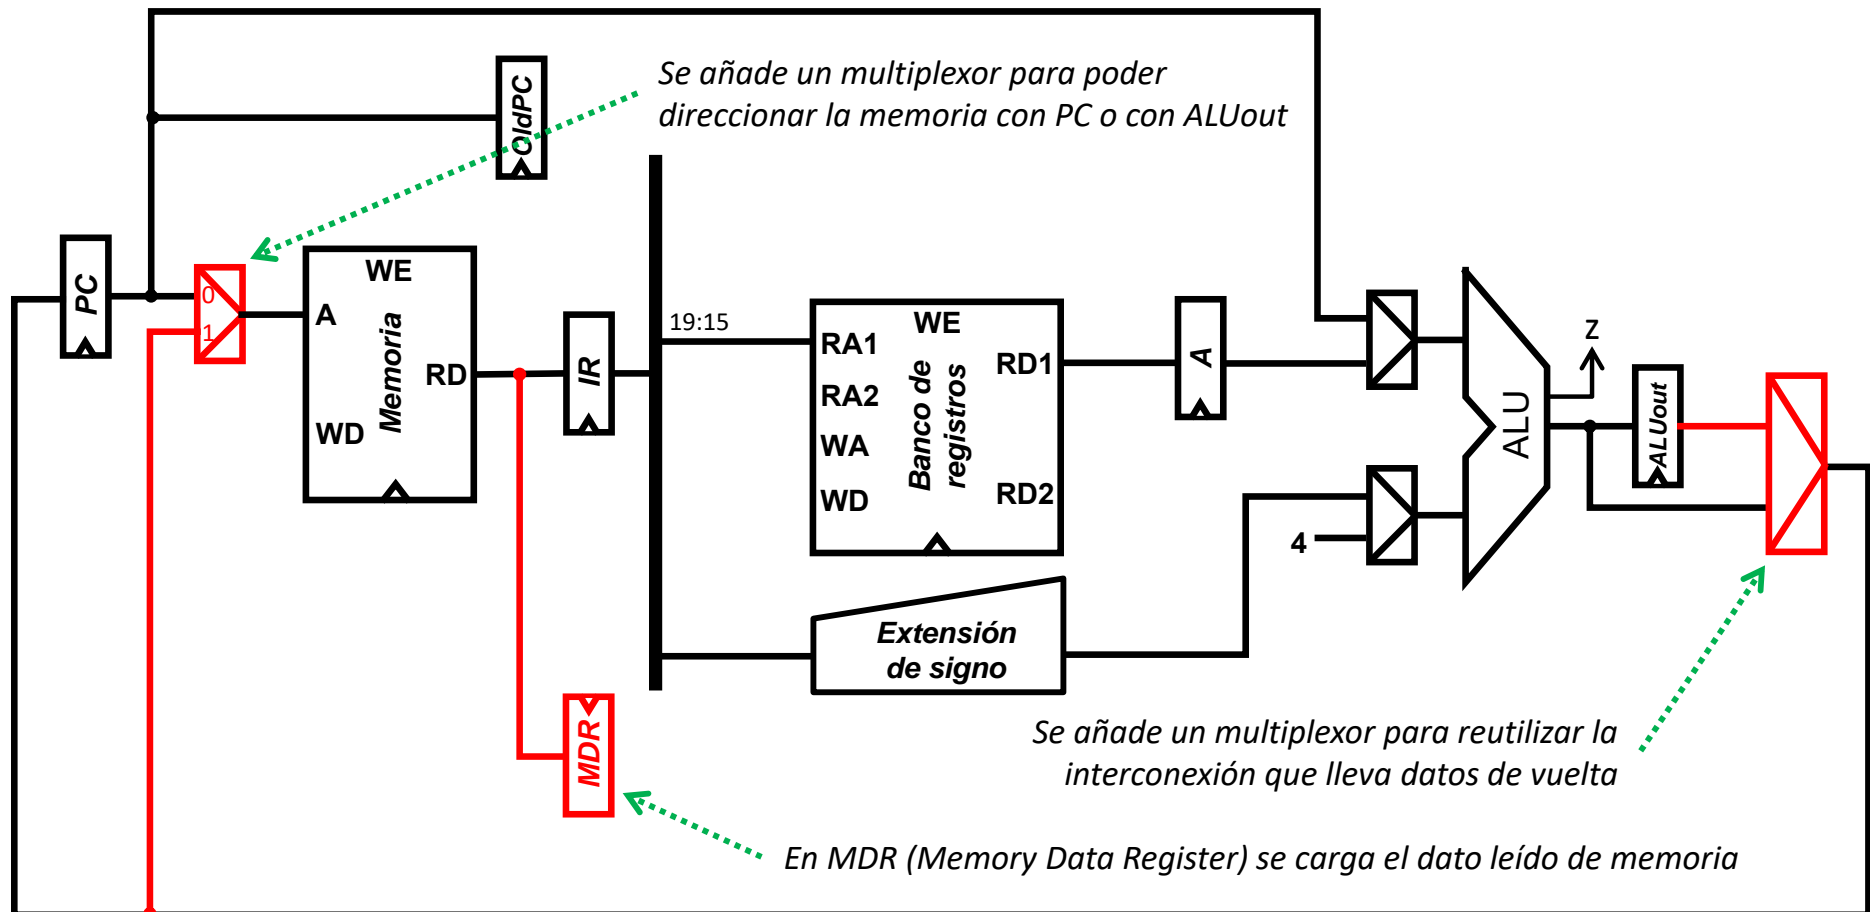 Se añade un multiplexor para poder
direccionar la memoria con PC o con ALUout
OldPC
PC
0
1
A
WE
Memoria
RD
WD
IR
19:15
RA1
RA2
WA
WD
WE
Banco de
registros
RD1
RD2
A
4
ALU
Z
ALUout
Extensión
de signo
MDR
Se añade un multiplexor para reutilizar la
interconexión que lleva datos de vuelta
En MDR (Memory Data Register) se carga el dato leído de memoria